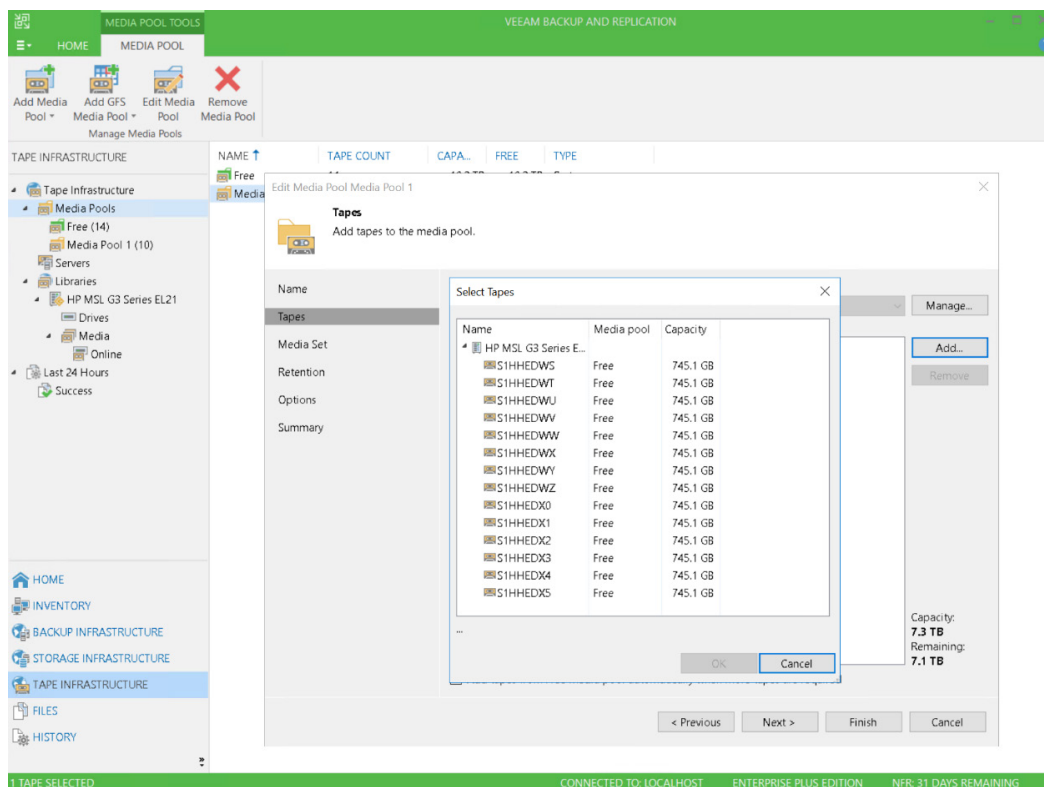 MEDIA POOL TOOLS
VEEAM BACKUP AND REPLICATION
HOME MEDIA POOL
Add Media Pool
Add GFS Media Pool
Edit Media Pool
Remove Media Pool
Manage Media Pools
TAPE INFRASTRUCTURE
Tape Infrastructure
Media Pools
Free (14)
Media Pool 1 (10)
Servers
Libraries
HP MSL G3 Series EL21
Drives
Media
Online
Last 24 Hours
Success
HOME
INVENTORY
BACKUP INFRASTRUCTURE
STORAGE INFRASTRUCTURE
TAPE INFRASTRUCTURE
FILES
HISTORY
NAME TAPE COUNT CAPA... FREE TYPE
Free
Media
Edit Media Pool Media Pool 1
Tapes
Add tapes to the media pool.
Name
Tapes
Media Set
Retention
Options
Summary
Select Tapes
Name Media pool Capacity
HP MSL G3 Series E...
S1HHEDWS Free 745.1 GB
S1HHEDWT Free 745.1 GB
S1HHEDWU Free 745.1 GB
S1HHEDWV Free 745.1 GB
S1HHEDWW Free 745.1 GB
S1HHEDWX Free 745.1 GB
S1HHEDWY Free 745.1 GB
S1HHEDWZ Free 745.1 GB
S1HHEDX0 Free 745.1 GB
S1HHEDX1 Free 745.1 GB
S1HHEDX2 Free 745.1 GB
S1HHEDX3 Free 745.1 GB
S1HHEDX4 Free 745.1 GB
S1HHEDX5 Free 745.1 GB
...
OK Cancel
Manage...
Add...
Remove
Capacity:
7.3 TB
Remaining:
7.1 TB
< Previous Next > Finish Cancel
1 TAPE SELECTED
CONNECTED TO: LOCALHOST ENTERPRISE PLUS EDITION NFR: 31 DAYS REMAINING